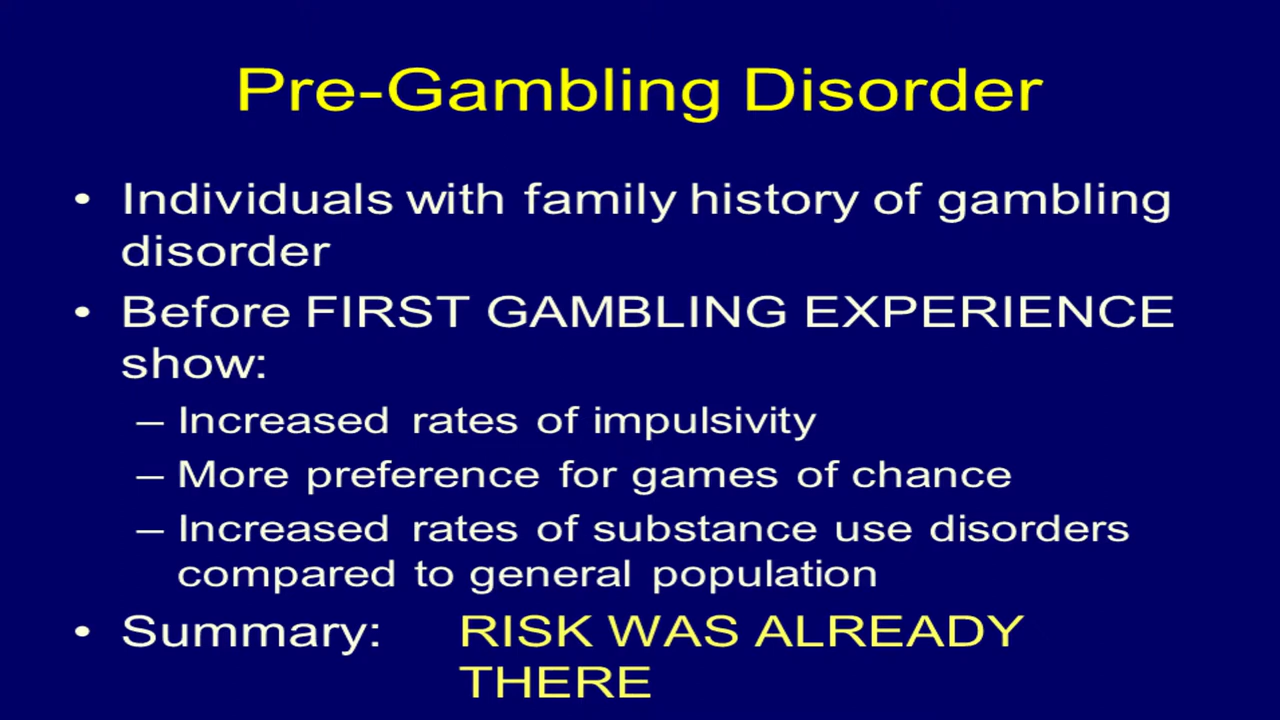 Pre-Gambling Disorder
• Individuals with family history of gambling
disorder
• Before FIRST GAMBLING EXPERIENCE
show:
– Increased rates of impulsivity
– More preference for games of chance
– Increased rates of substance use disorders
compared to general population
• Summary: RISK WAS ALREADY
THERE